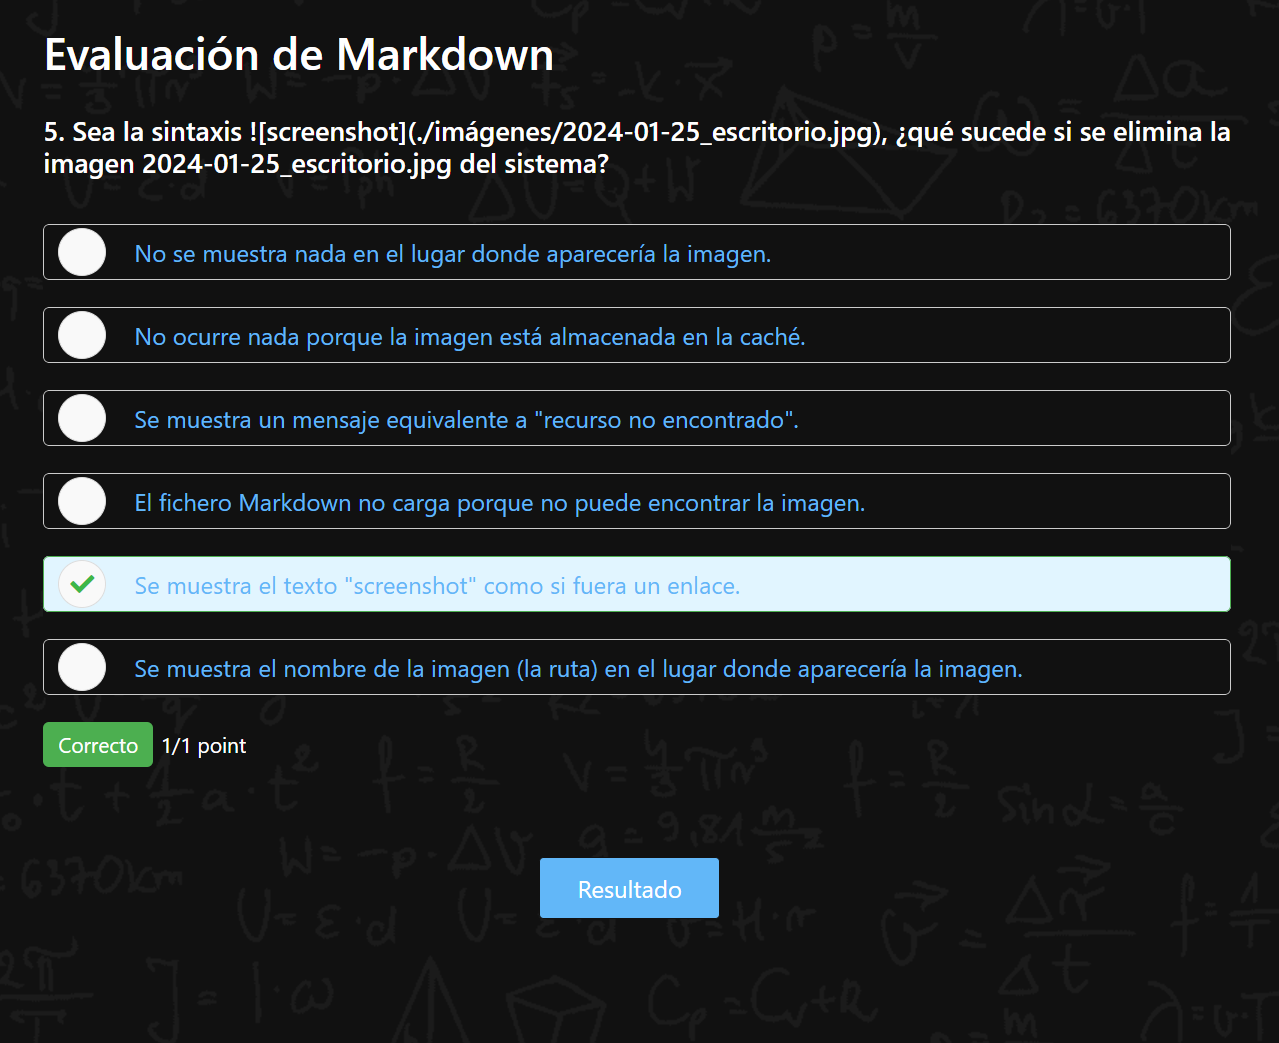 Evaluación de Markdown
5. Sea la sintaxis ![screenshot](./imágenes/2024-01-25_escritorio.jpg), ¿qué sucede si se elimina la
imagen 2024-01-25_escritorio.jpg del sistema?
No se muestra nada en el lugar donde aparecería la imagen.
No ocurre nada porque la imagen está almacenada en la caché.
Se muestra un mensaje equivalente a "recurso no encontrado".
El fichero Markdown no carga porque no puede encontrar la imagen.
Se muestra el texto "screenshot" como si fuera un enlace.
Se muestra el nombre de la imagen (la ruta) en el lugar donde aparecería la imagen.
Correcto 1/1 point
Resultado